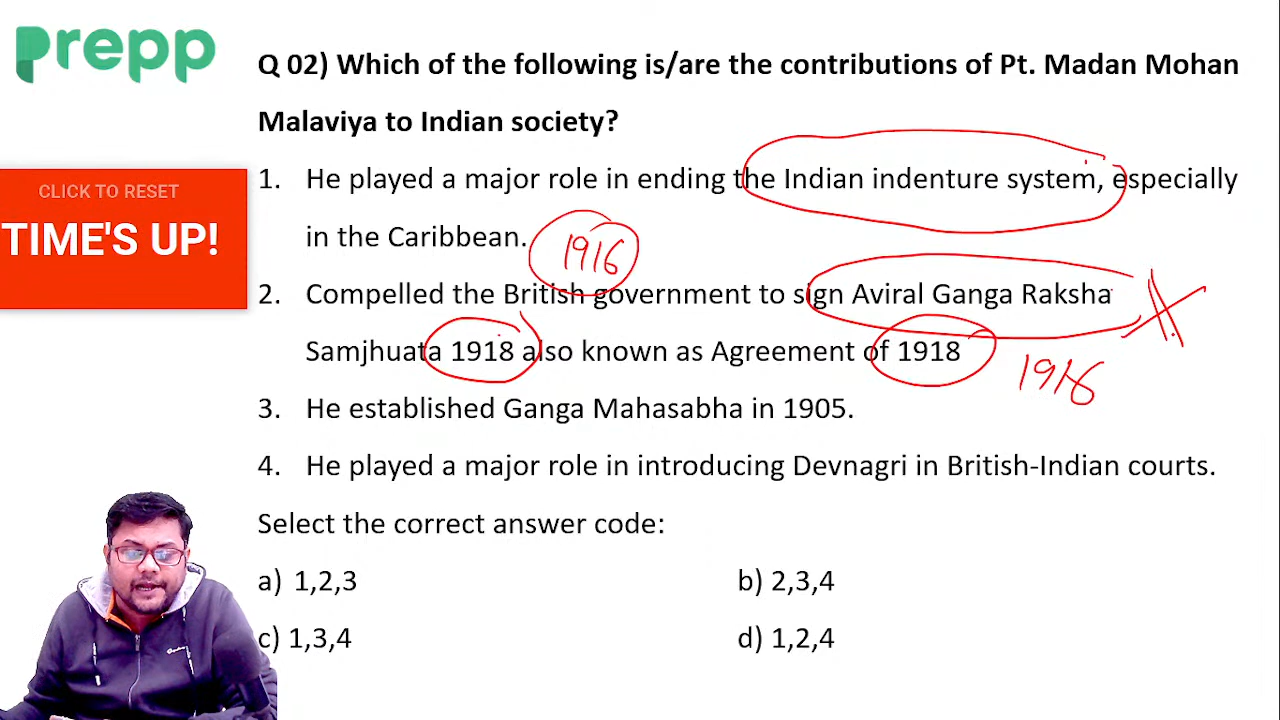 prepp
Q 02) Which of the following is/are the contributions of Pt. Madan Mohan
Malaviya to Indian society?
CLICK TO RESET
TIME'S UP!
1. He played a major role in ending the Indian indenture system, especially
in the Caribbean.
1916
2. Compelled the British government to sign Aviral Ganga Raksha
Samjhuata 1918 also known as Agreement of 1918
1916
3. He established Ganga Mahasabha in 1905.
4. He played a major role in introducing Devnagri in British-Indian courts.
Select the correct answer code:
a) 1,2,3
b) 2,3,4
c) 1,3,4
d) 1,2,4